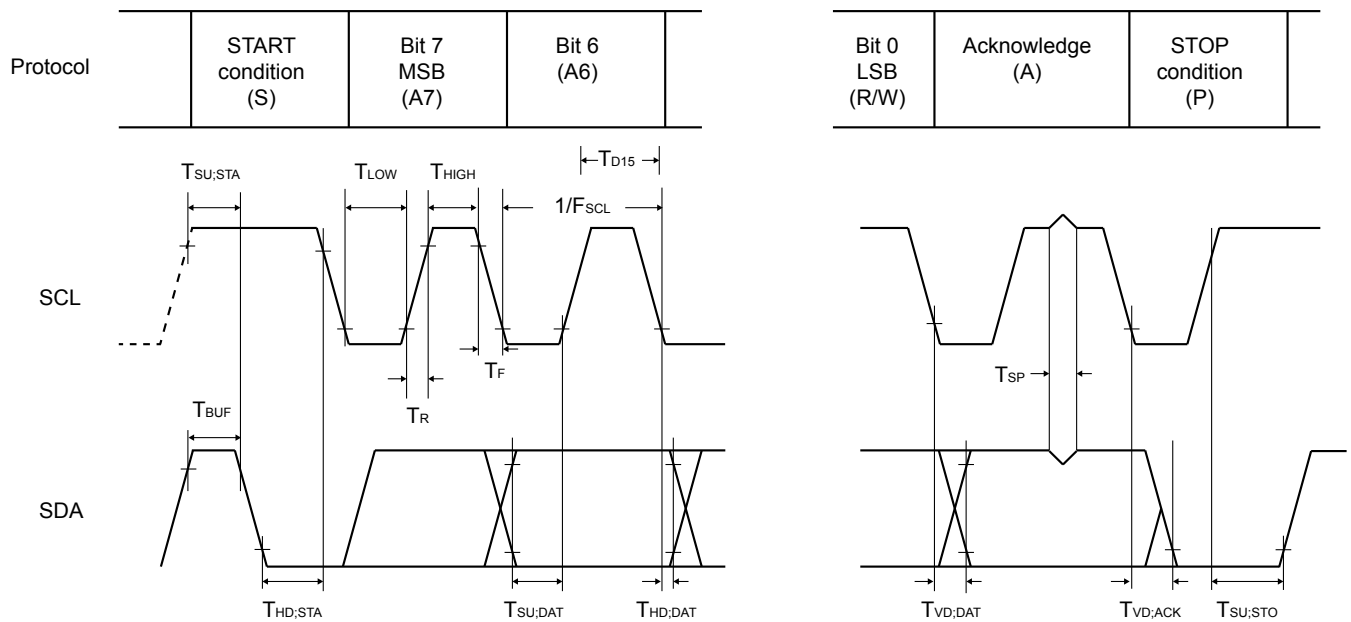 Protocol
START
condition
(S)
Bit 7
MSB
(A7)
Bit 6
(A6)
Bit 0
LSB
(R/W)
Acknowledge
(A)
STOP
condition
(P)
TSU;STA
TLOW
THIGH
TD15
1/FSCL
SCL
TF
TR
TSP
TBUF
SDA
THD;STA
TSU;DAT
THD;DAT
TVD;DAT
TVD;ACK
TSU;STO